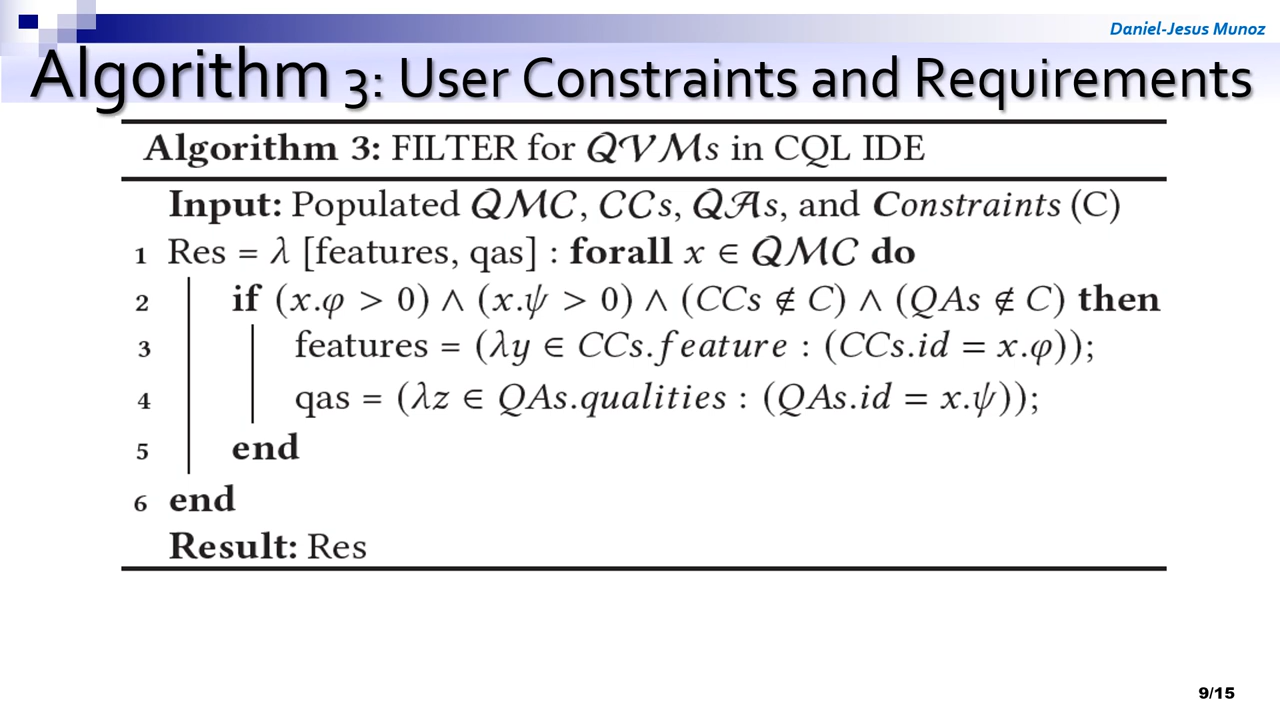 Daniel-Jesus Munoz
Algorithm 3: User Constraints and Requirements
Algorithm 3: FILTER for 𝒬𝒱ℳs in CQL IDE
Input: Populated 𝒬ℳ𝒞, 𝒞𝒞s, 𝒬𝒜s, and Constraints (C)
1 Res = λ [features, qas] : forall x ∈ 𝒬ℳ𝒞 do
2 if (x.φ > 0) ∧ (x.ψ > 0) ∧ (CCs ∉ C) ∧ (QAs ∉ C) then
3 features = (λy ∈ CCs.feature : (CCs.id = x.φ));
4 qas = (λz ∈ QAs.qualities : (QAs.id = x.ψ));
5 end
6 end
Result: Res
9/15